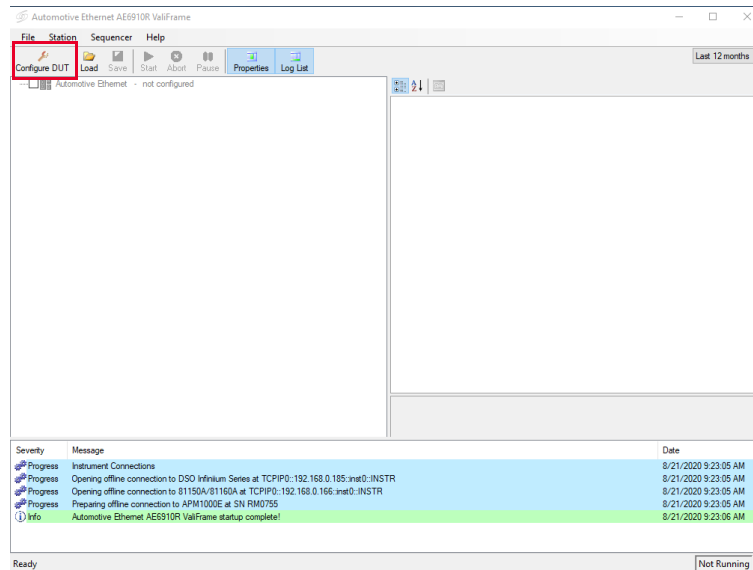 Automotive Ethernet AE6910R ValiFrame
File Station Sequencer Help
Configure DUT Load Save Start Abort Pause Properties Log List Last 12 months
Automotive Ethernet - not configured
Severity Message Date
Progress Instrument Connections 8/21/2020 9:23:05 AM
Progress Opening offline connection to DSO Infiniium Series at TCPIP0::192.168.0.185::inst0::INSTR 8/21/2020 9:23:05 AM
Progress Opening offline connection to 81150A/81160A at TCPIP0::192.168.0.166::inst0::INSTR 8/21/2020 9:23:05 AM
Progress Preparing offline connection to APM1000E at SN RM0755 8/21/2020 9:23:05 AM
Info Automotive Ethernet AE6910R ValiFrame startup complete! 8/21/2020 9:23:06 AM
Ready Not Running